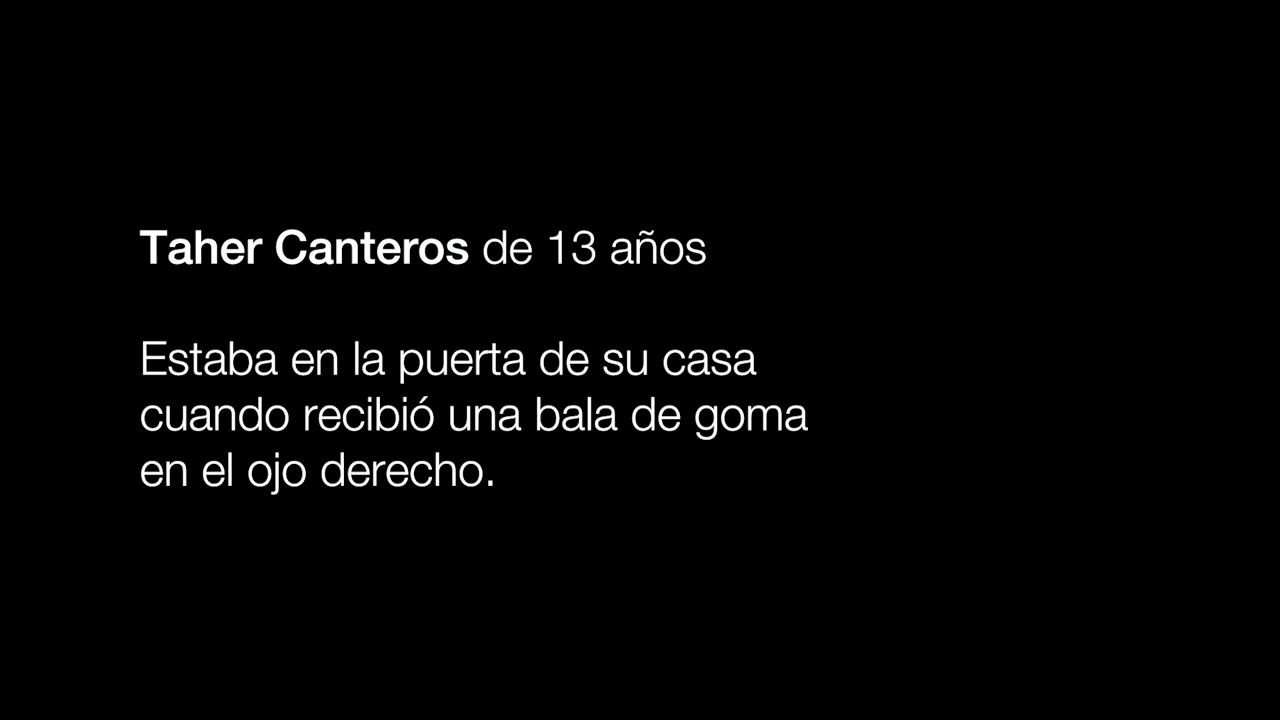 Taher Canteros de 13 años
Estaba en la puerta de su casa
cuando recibió una bala de goma
en el ojo derecho.